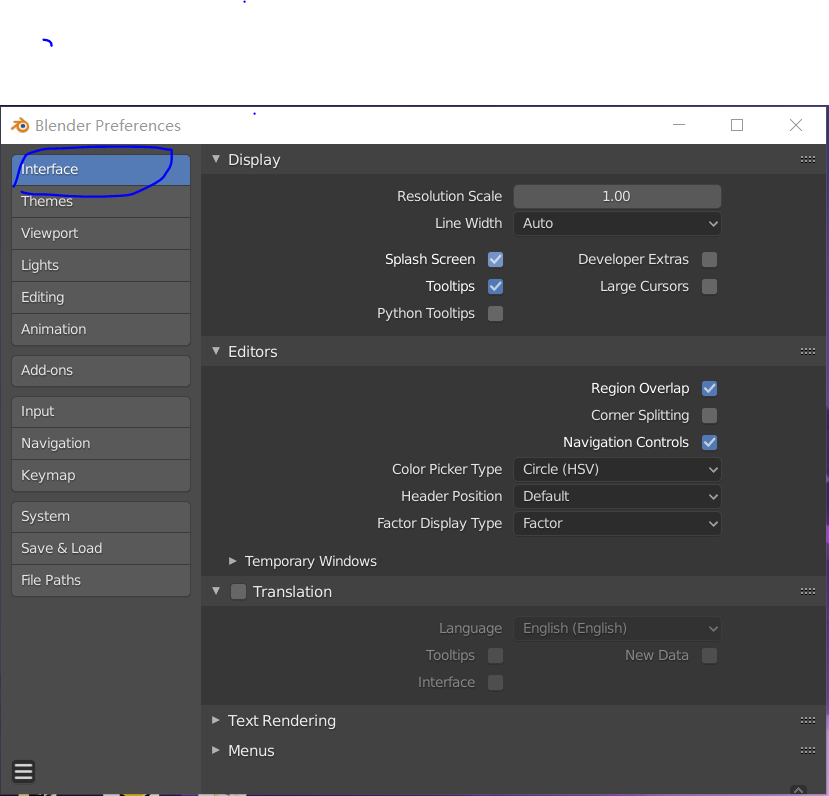 Blender Preferences
Interface
Themes
Viewport
Lights
Editing
Animation
Add-ons
Input
Navigation
Keymap
System
Save & Load
File Paths
Display
Resolution Scale 1.00
Line Width Auto
Splash Screen Developer Extras
Tooltips Large Cursors
Python Tooltips
Editors
Region Overlap
Corner Splitting
Navigation Controls
Color Picker Type Circle (HSV)
Header Position Default
Factor Display Type Factor
Temporary Windows
Translation
Language English (English)
Tooltips New Data
Interface
Text Rendering
Menus